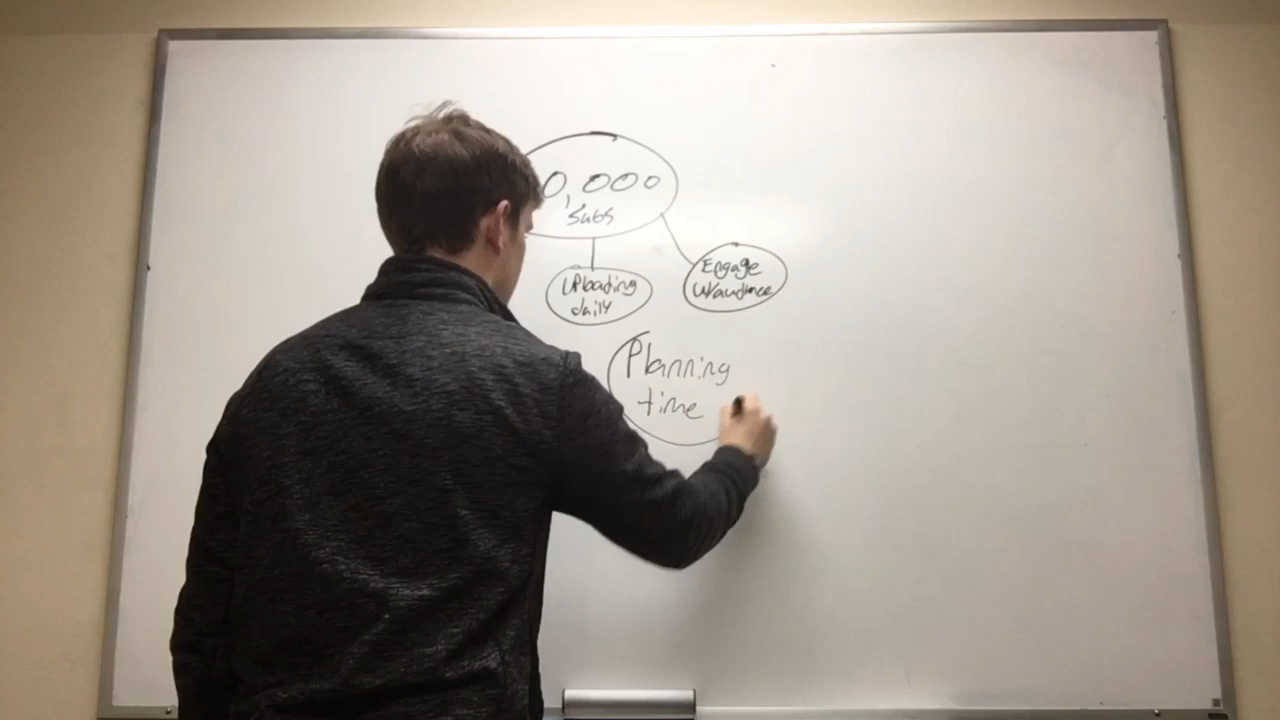 0,000
Subs
Uploading
daily
Engage
w/audience
Planning
time